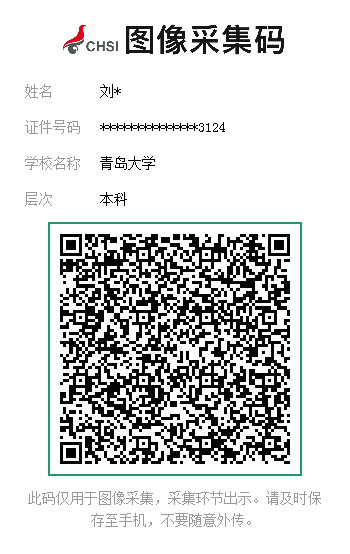 CHSI 图像采集码
姓名 刘*
证件号码 **************3124
学校名称 青岛大学
层次 本科
此码仅用于图像采集，采集环节出示。请及时保
存至手机，不要随意外传。